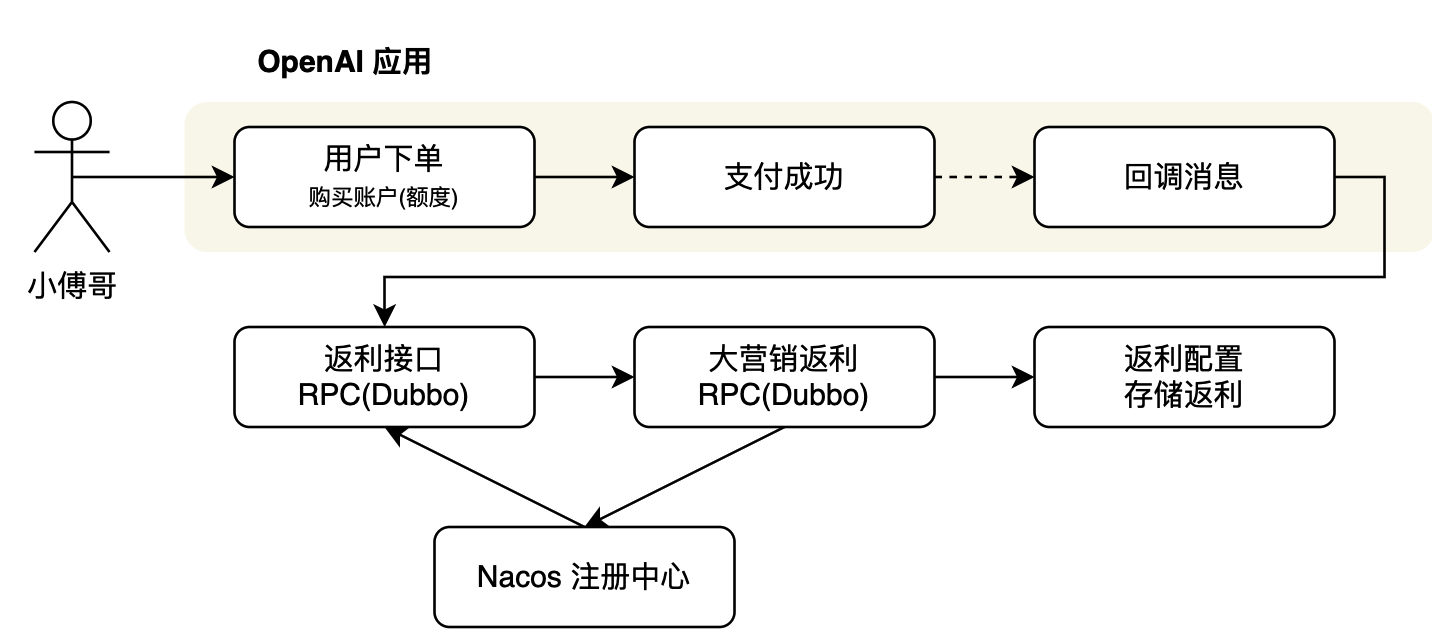 OpenAI 应用
用户下单
购买账户(额度)
支付成功
回调消息
小傅哥
返利接口
RPC(Dubbo)
大营销返利
RPC(Dubbo)
返利配置
存储返利
Nacos 注册中心